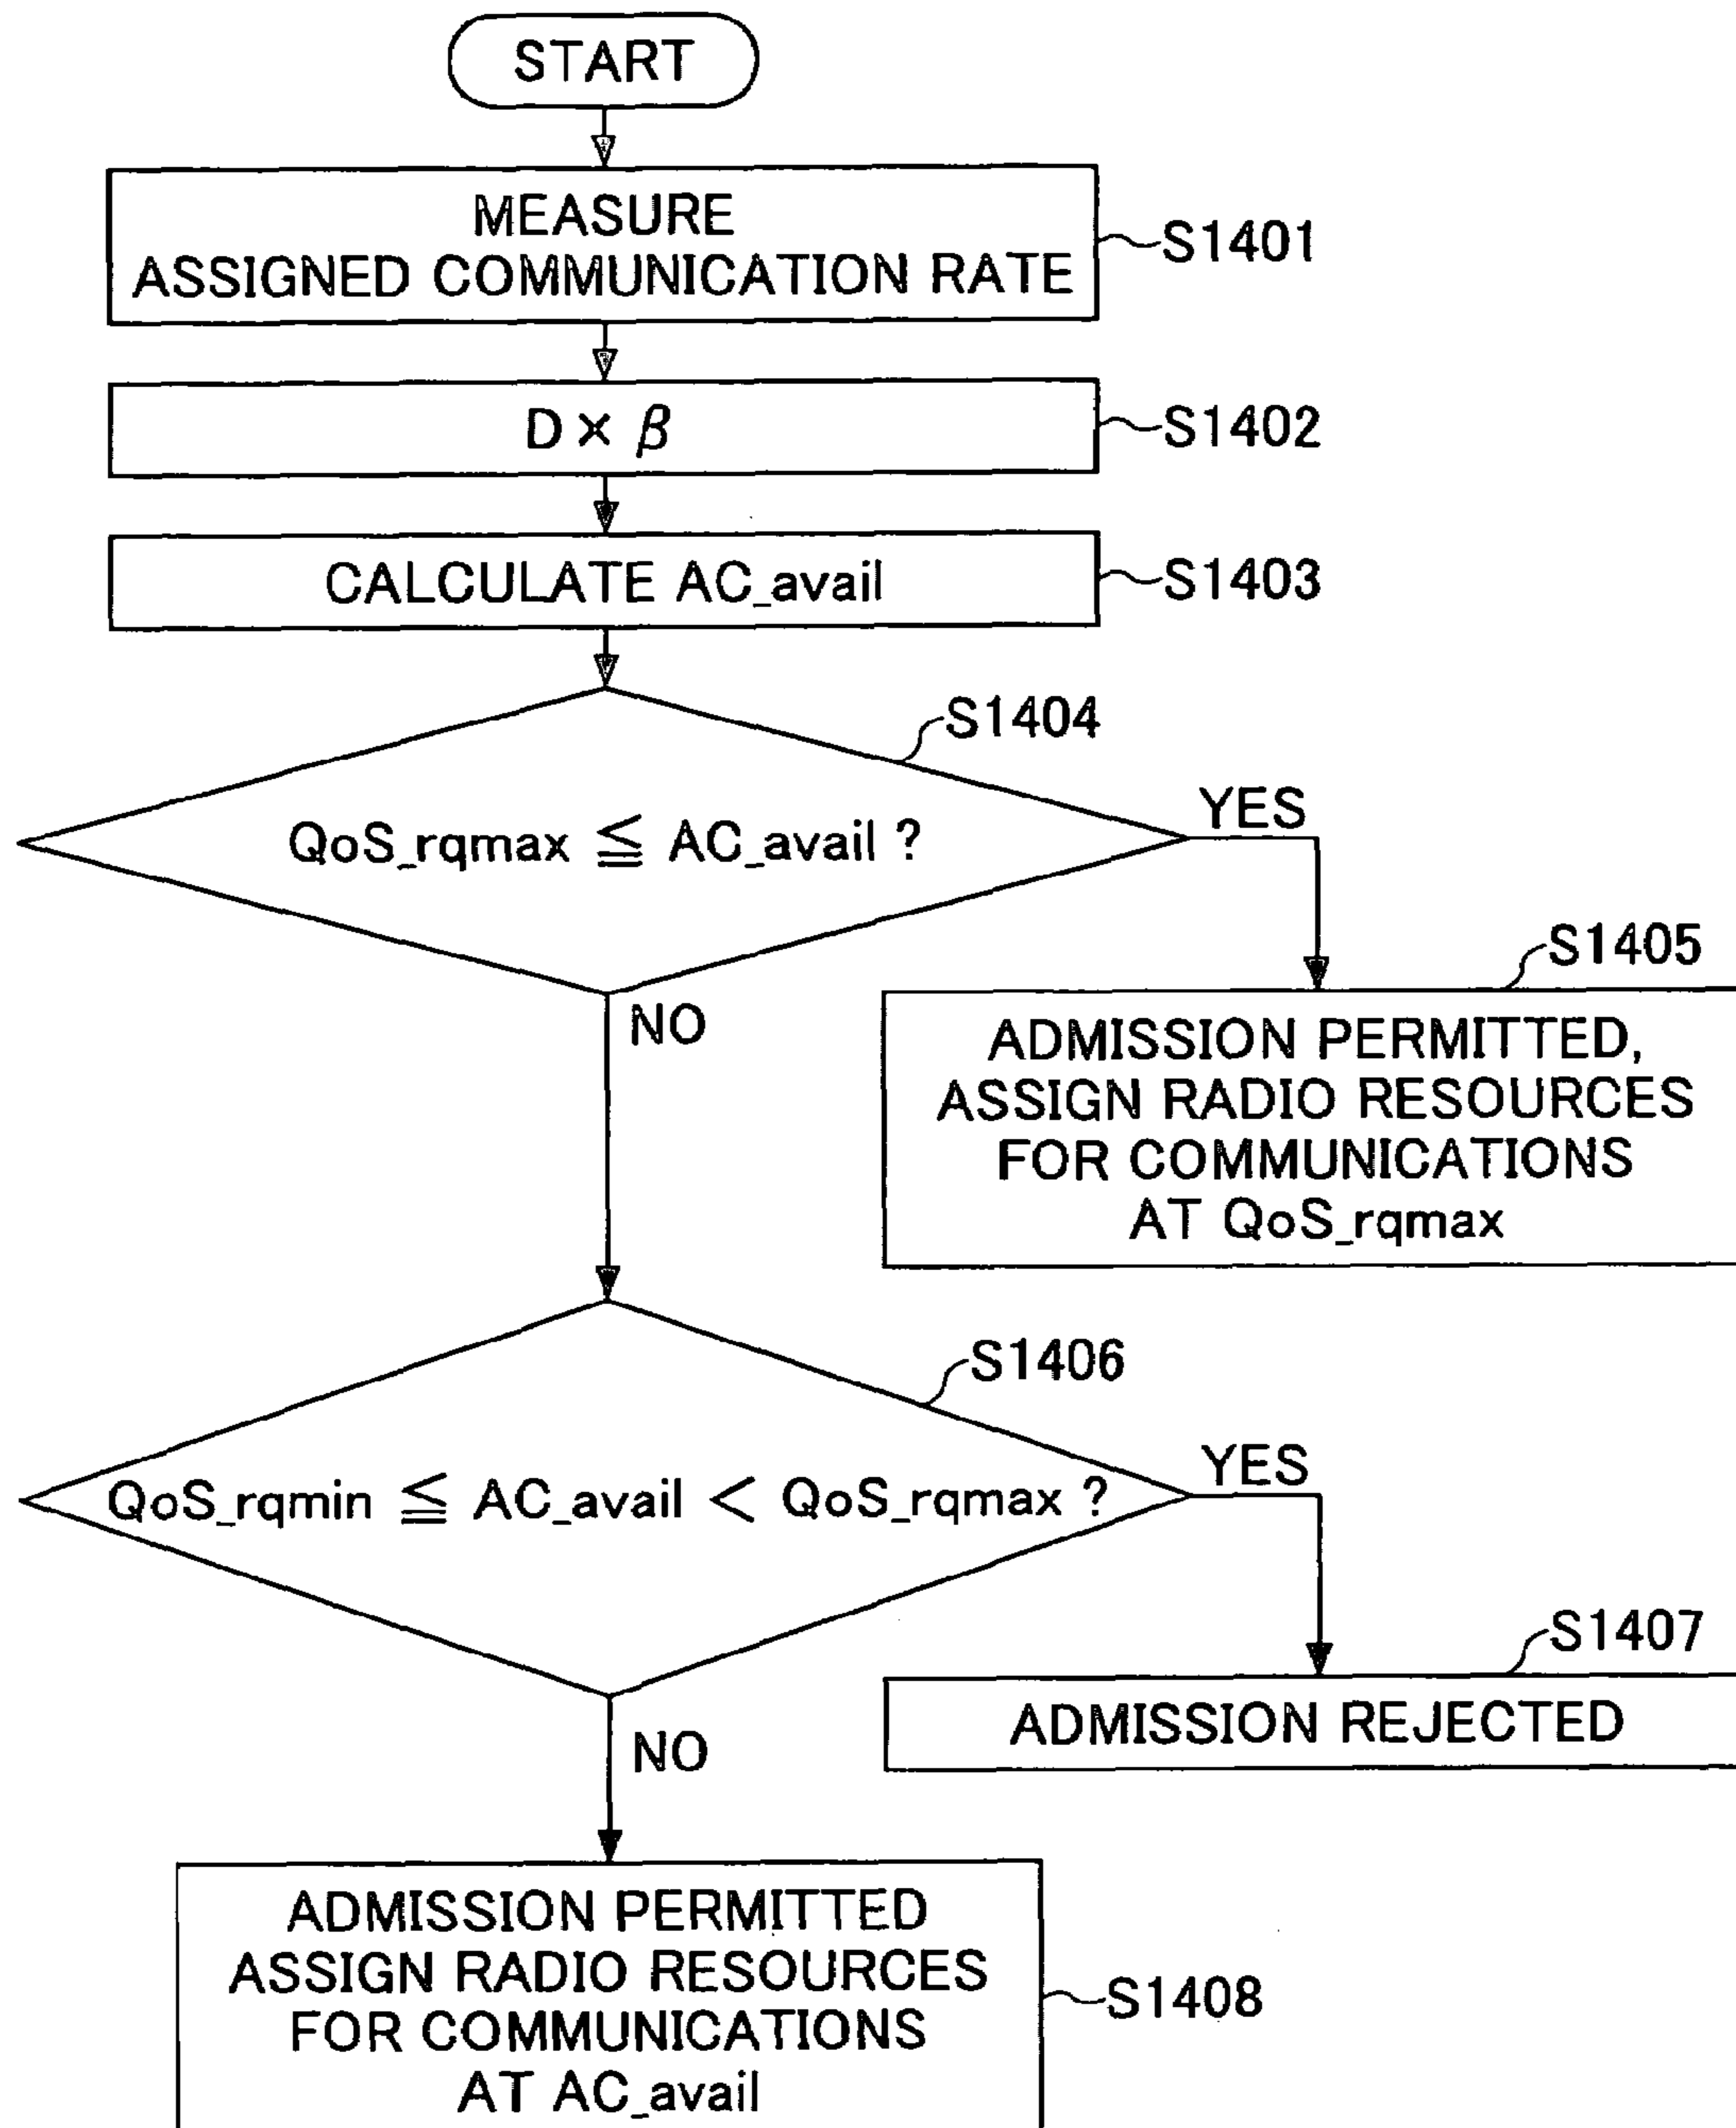 START
MEASURE
ASSIGNED COMMUNICATION RATE
S1401
D × β
S1402
CALCULATE AC_avail
S1403
S1404
QoS_rqmax ≦ AC_avail ?
YES
NO
S1405
ADMISSION PERMITTED,
ASSIGN RADIO RESOURCES
FOR COMMUNICATIONS
AT QoS_rqmax
S1406
QoS_rqmin ≦ AC_avail < QoS_rqmax ?
YES
NO
S1407
ADMISSION REJECTED
ADMISSION PERMITTED
ASSIGN RADIO RESOURCES
FOR COMMUNICATIONS
AT AC_avail
S1408